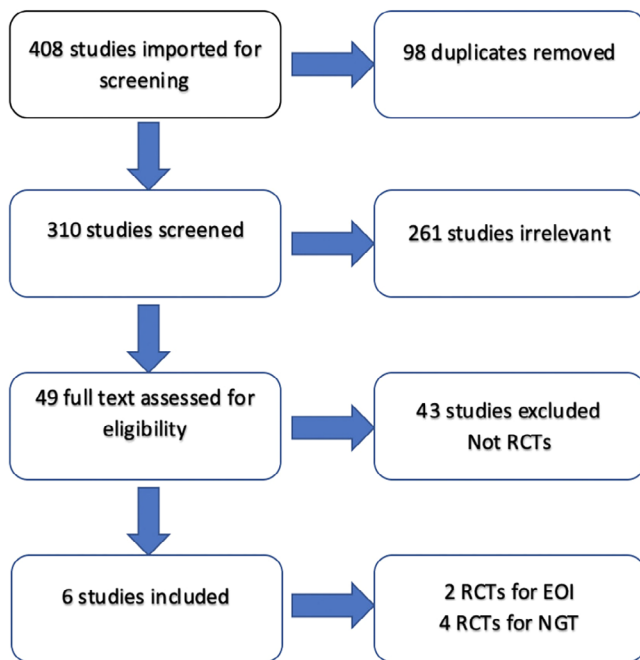 408 studies imported for
screening
98 duplicates removed
310 studies screened
261 studies irrelevant
49 full text assessed for
eligibility
43 studies excluded
Not RCTs
6 studies included
2 RCTs for EOI
4 RCTs for NGT